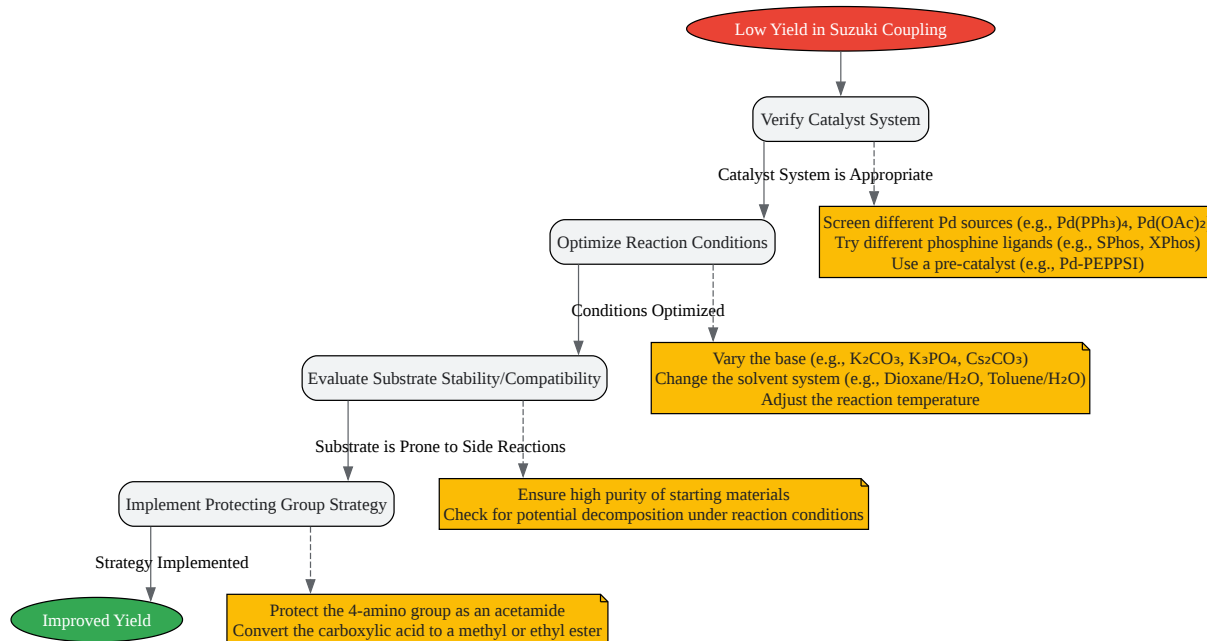 Low Yield in Suzuki Coupling
Verify Catalyst System
Catalyst System is Appropriate
Screen different Pd sources (e.g., Pd(PPh₃)₄, Pd(OAc)₂
Try different phosphine ligands (e.g., SPhos, XPhos)
Use a pre-catalyst (e.g., Pd-PEPPSI)
Optimize Reaction Conditions
Conditions Optimized
Vary the base (e.g., K₂CO₃, K₃PO₄, Cs₂CO₃)
Change the solvent system (e.g., Dioxane/H₂O, Toluene/H₂O)
Adjust the reaction temperature
Evaluate Substrate Stability/Compatibility
Substrate is Prone to Side Reactions
Ensure high purity of starting materials
Check for potential decomposition under reaction conditions
Implement Protecting Group Strategy
Strategy Implemented
Protect the 4-amino group as an acetamide
Convert the carboxylic acid to a methyl or ethyl ester
Improved Yield